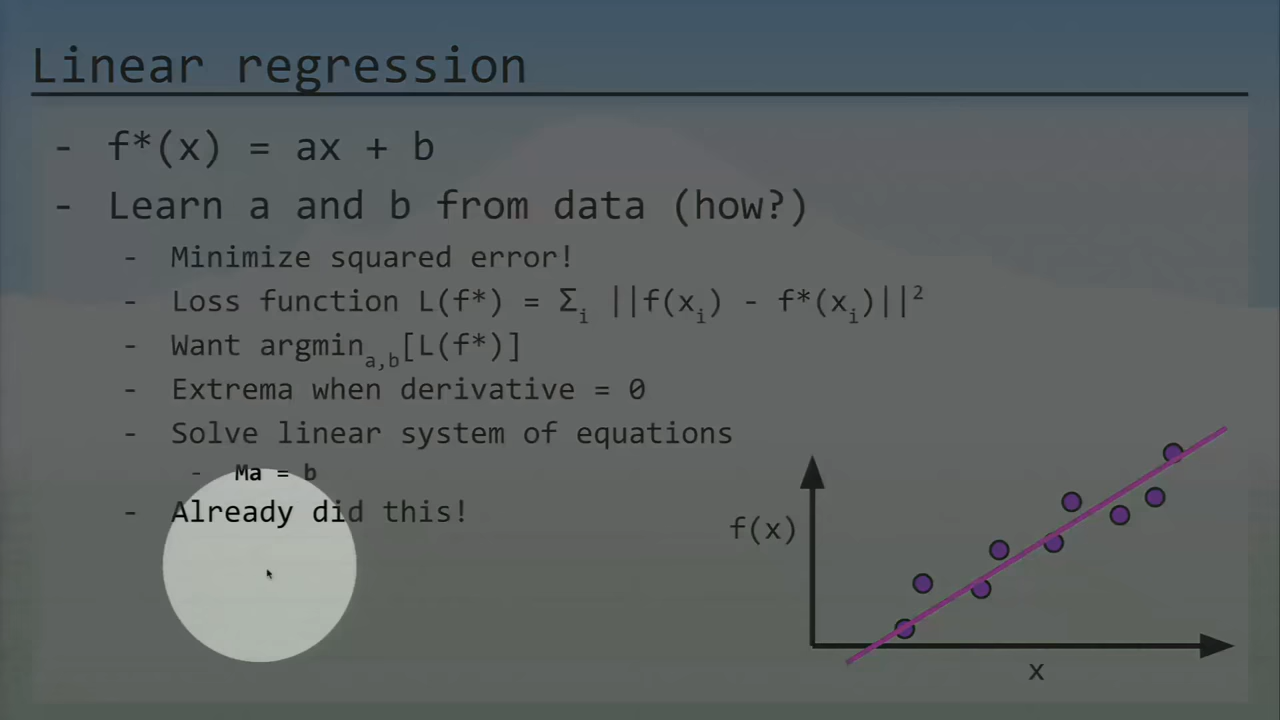 Linear regression
- f*(x) = ax + b
- Learn a and b from data (how?)
- Minimize squared error!
- Loss function L(f*) = Σᵢ ||f(xᵢ) - f*(xᵢ)||²
- Want argmin_a,b[L(f*)]
- Extrema when derivative = 0
- Solve linear system of equations
- Ma = b
- Already did this!
f(x)
x